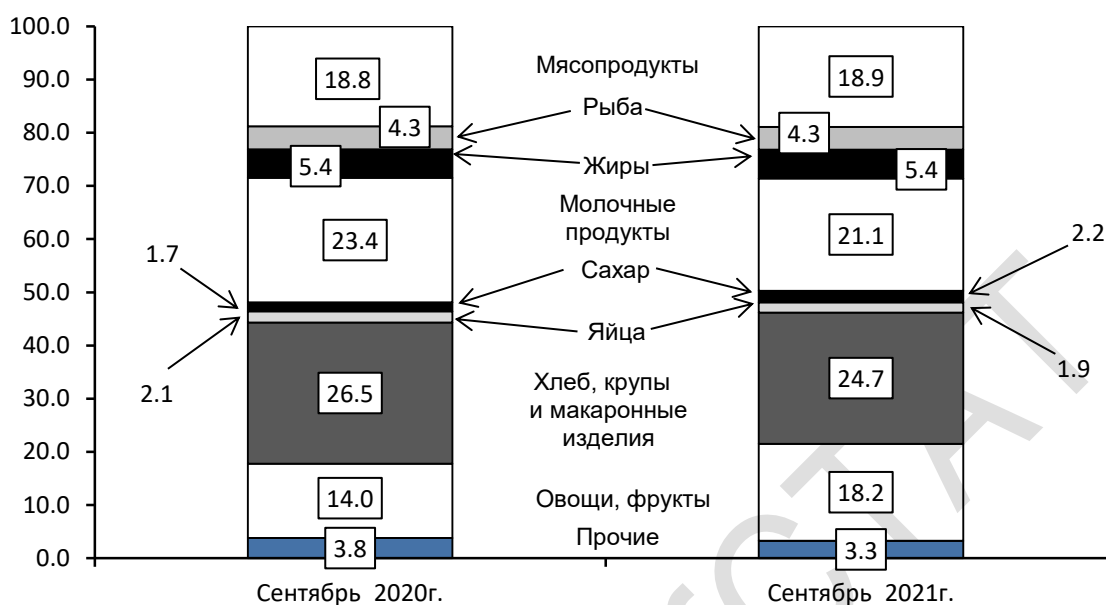 100.0
90.0
80.0
70.0
60.0
50.0
40.0
30.0
20.0
10.0
0.0
18.8
4.3
5.4
23.4
1.7
2.1
26.5
14.0
3.8
Мясопродукты
Рыба
Жиры
Молочные
продукты
Сахар
Яйца
Хлеб, крупы
и макаронные
изделия
Овощи, фрукты
Прочие
18.9
4.3
5.4
21.1
2.2
1.9
24.7
18.2
3.3
Сентябрь 2020г.
Сентябрь 2021г.
СТАТ